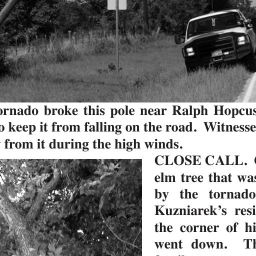 ornado broke this pole near Ralph Hopcus
o keep it from falling on the road. Witnesse
from it during the high winds.
CLOSE CALL.
elm tree that was
by the tornado
Kuzniarek's resi
the corner of hi
went down. Th